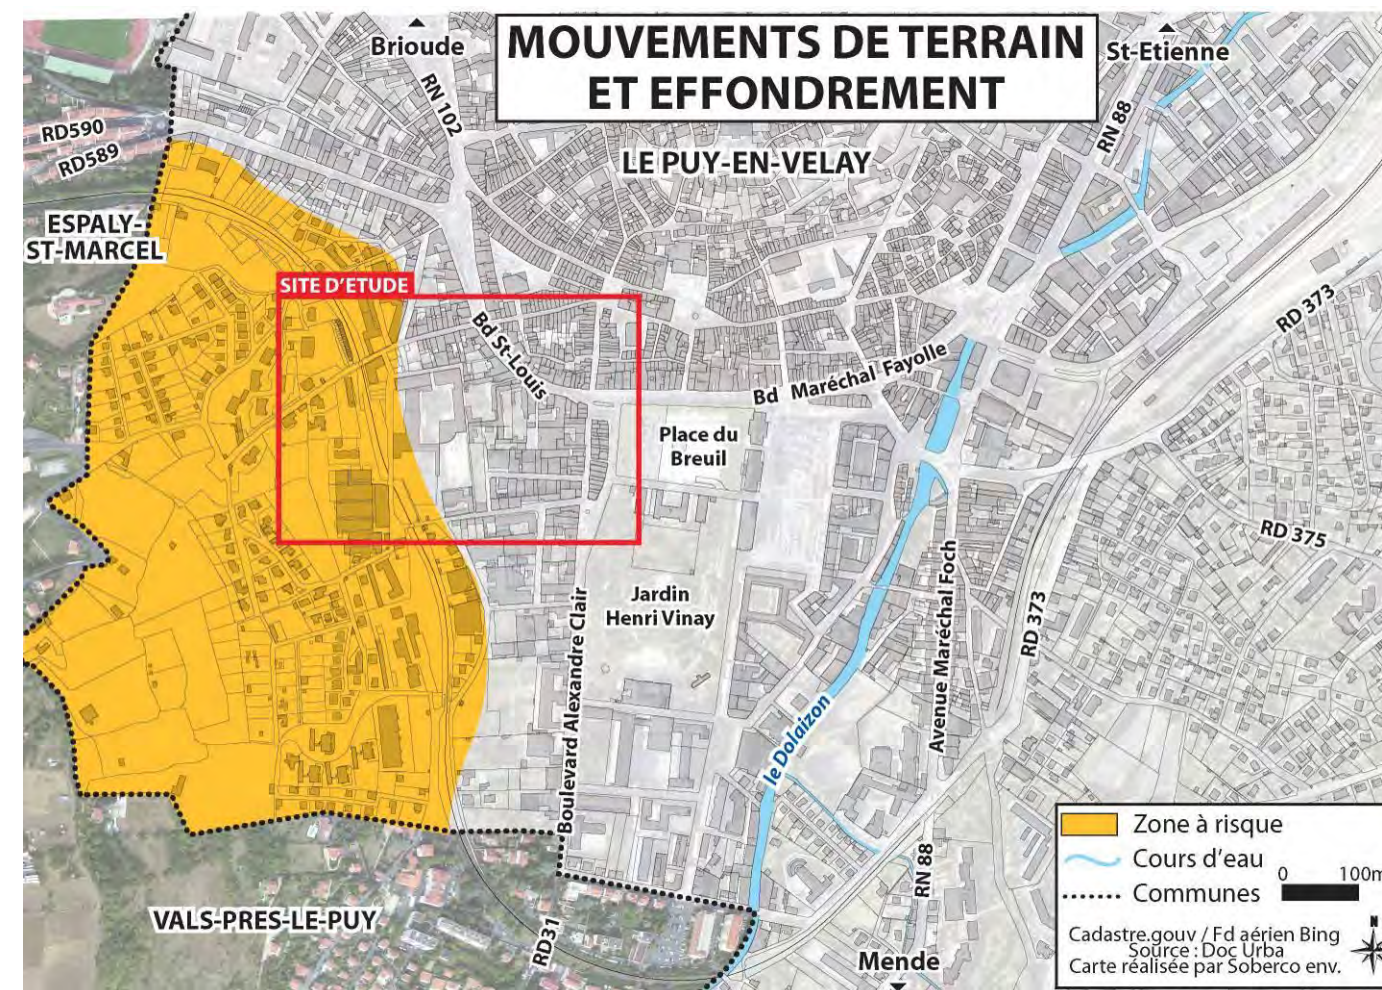 MOUVEMENTS DE TERRAIN
ET EFFONDREMENT
Brioude
St-Etienne
RN 102
RN 88
RD590
RD589
LE PUY-EN-VELAY
ESPALY-
ST-MARCEL
SITE D'ETUDE
RD 373
Bd St-Louis
Bd Maréchal Fayolle
Place du
Breuil
RD 375
Jardin
Henri Vinay
Boulevard Alexandre Clair
Avenue Maréchal Foch
RD 373
le Dolaizon
VALS-PRES-LE-PUY
RD31
RN 88
Mende
Zone à risque
Cours d'eau
Communes
0 100m
Cadastre.gouv / Fd aérien Bing
Source : Doc Urba
Carte réalisée par Soberco env.
N